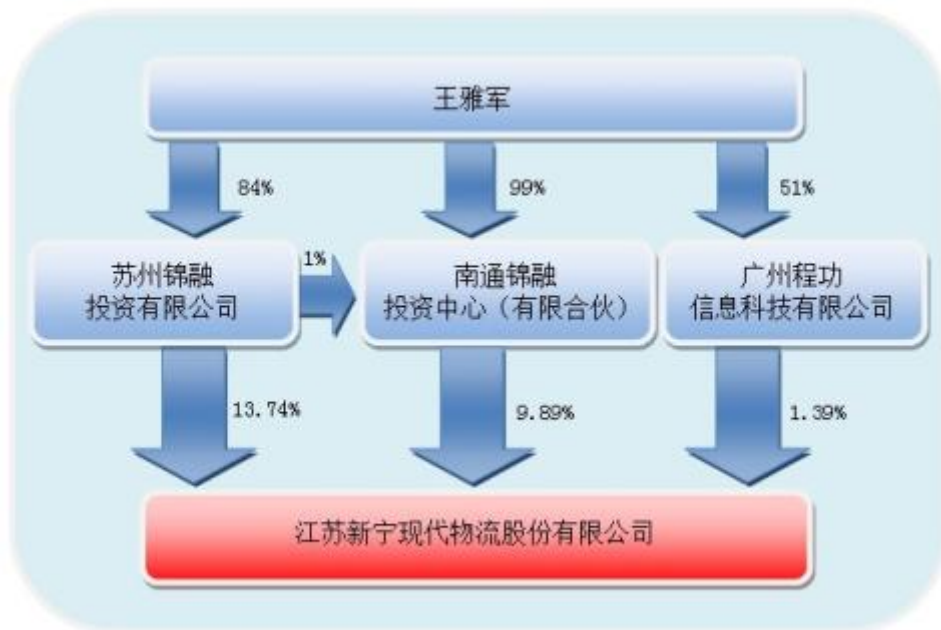 王雅军
84%
99%
51%
苏州锦融
投资有限公司
1%
南通锦融
投资中心（有限合伙）
广州程功
信息科技有限公司
13.74%
9.89%
1.39%
江苏新宁现代物流股份有限公司